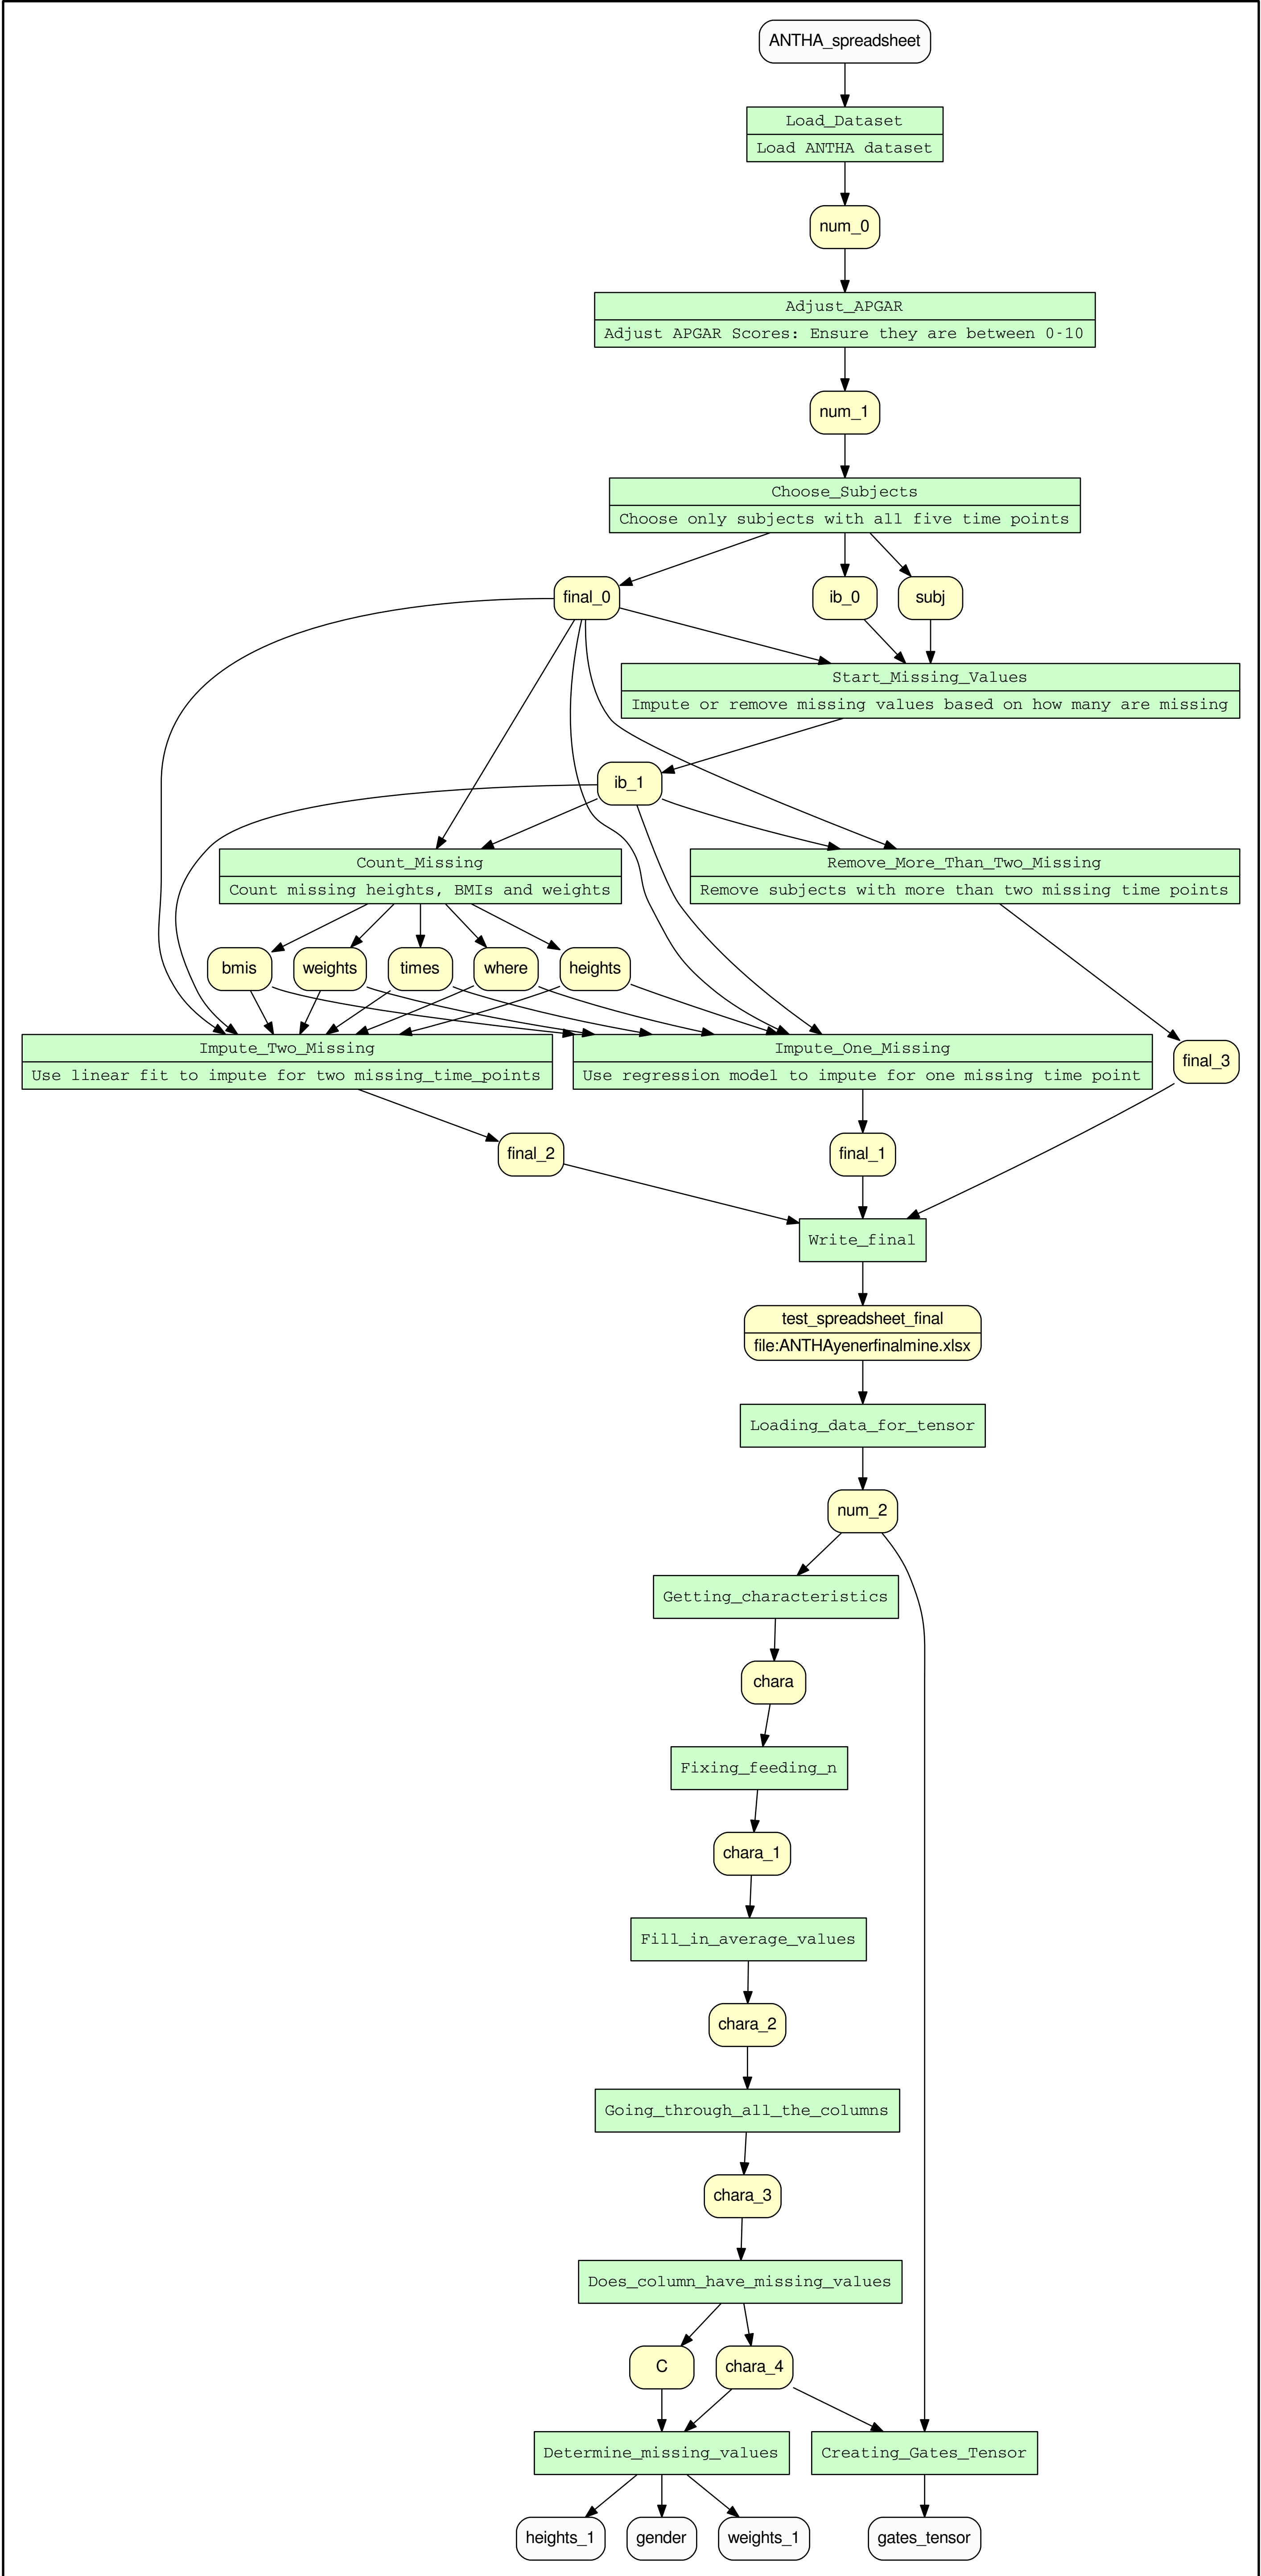 ANTHA_spreadsheet
Load_Dataset
Load ANTHA dataset
num_0
Adjust_APGAR
Adjust APGAR Scores: Ensure they are between 0-10
num_1
Choose_Subjects
Choose only subjects with all five time points
final_0
ib_0
subj
Start_Missing_Values
Impute or remove missing values based on how many are missing
ib_1
Count_Missing
Count missing heights, BMIs and weights
Remove_More_Than_Two_Missing
Remove subjects with more than two missing time points
bmis
weights
times
where
heights
Impute_Two_Missing
Use linear fit to impute for two missing_time_points
Impute_One_Missing
Use regression model to impute for one missing time point
final_3
final_2
final_1
Write_final
test_spreadsheet_final
file:ANTHAyenerfinalmine.xlsx
Loading_data_for_tensor
num_2
Getting_characteristics
chara
Fixing_feeding_n
chara_1
Fill_in_average_values
chara_2
Going_through_all_the_columns
chara_3
Does_column_have_missing_values
C
chara_4
Determine_missing_values
Creating_Gates_Tensor
heights_1
gender
weights_1
gates_tensor